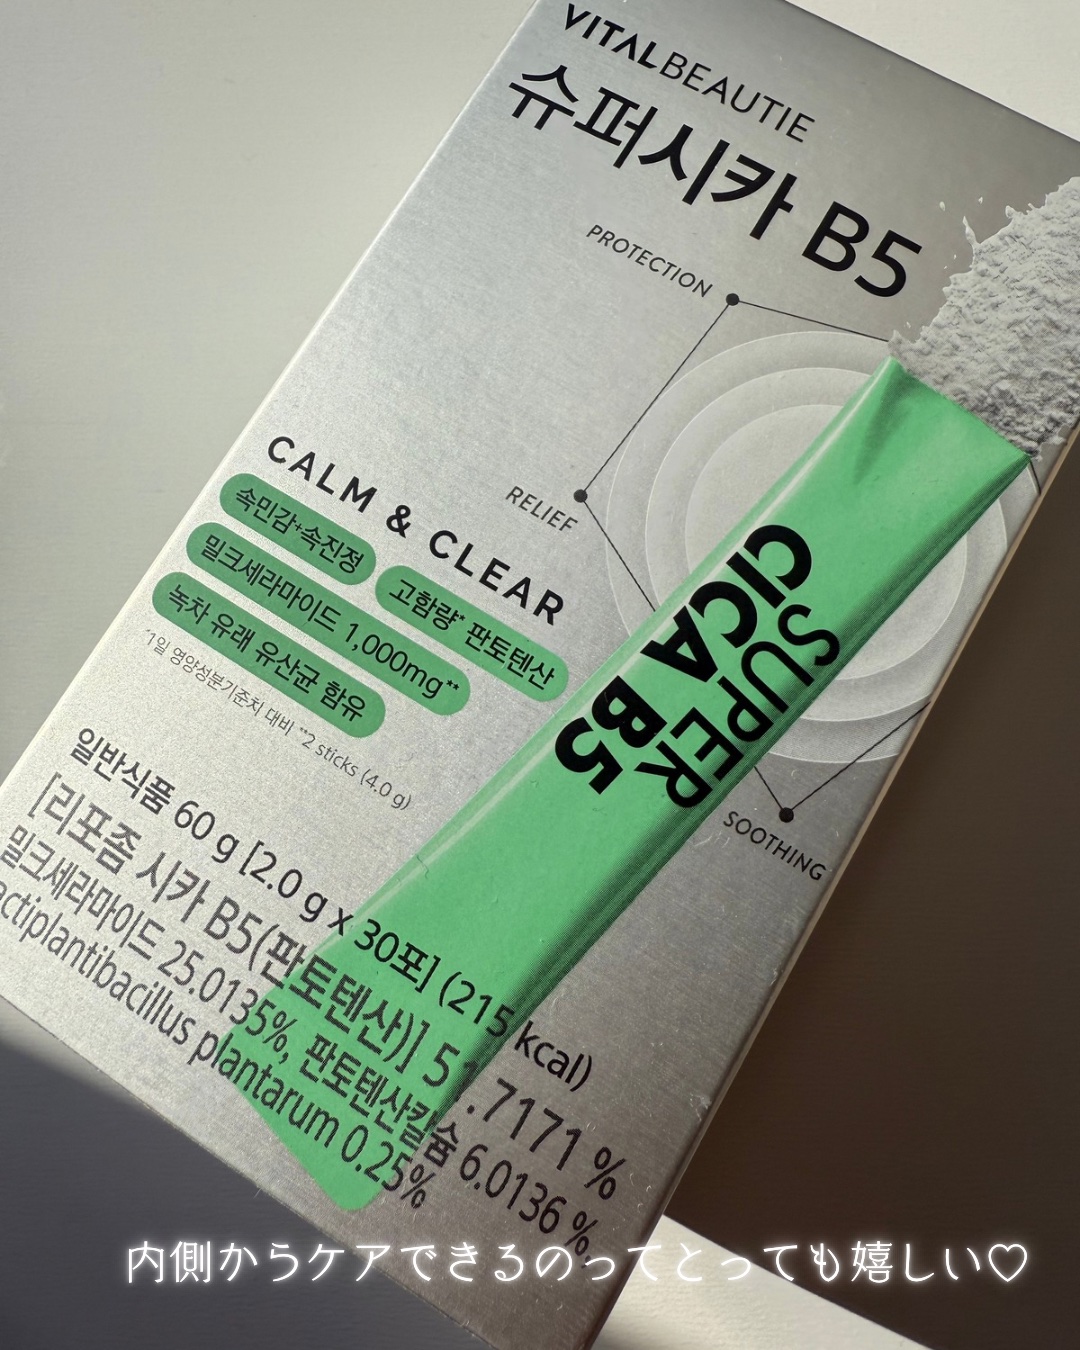 VITALBEAUTIE
슈퍼시카 B5
PROTECTION
RELIEF
SOOTHING
CALM & CLEAR
속민감+속진정
고함량* 판토텐산
밀크세라마이드 1,000mg**
녹차 유래 유산균 함유
*1일 영양성분기준치 대비 **2 sticks (4.0 g)
SUPER
CICA B5
일반식품 60 g [2.0 g x 30포] (215 kcal)
[리포좀 시카 B5(판토텐산)] 51.7171 %
밀크세라마이드 25.0135%, 판토텐산칼슘 6.0136 %,
actiplantibacillus plantarum 0.25%
内側からケアできるのってとっても嬉しい♡